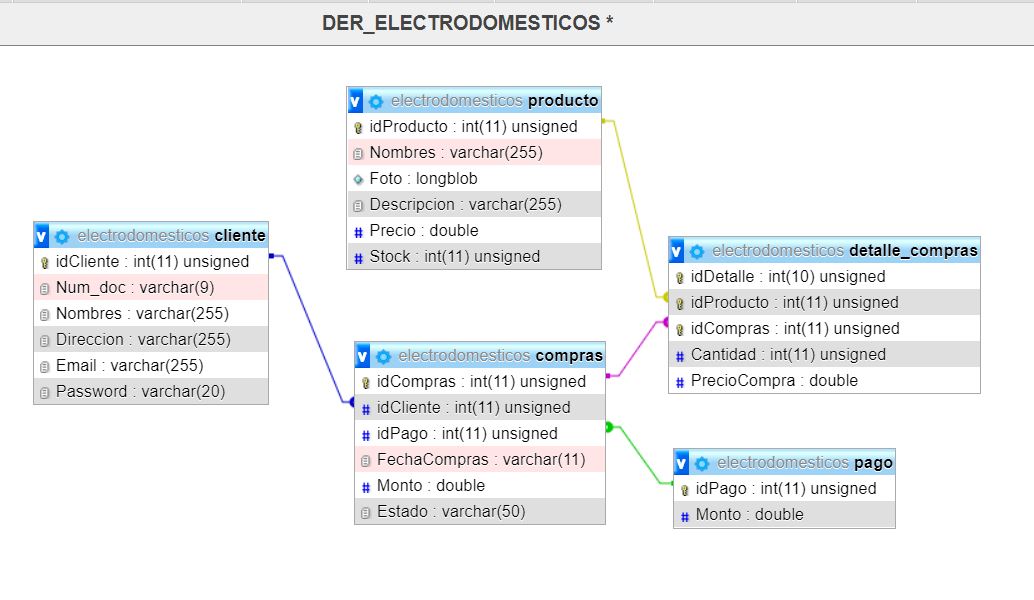 DER_ELECTRODOMESTICOS *
v electrodomesticos producto
idProducto : int(11) unsigned
Nombres : varchar(255)
Foto : longblob
Descripcion : varchar(255)
# Precio : double
# Stock : int(11) unsigned
v electrodomesticos cliente
idCliente : int(11) unsigned
Num_doc : varchar(9)
Nombres : varchar(255)
Direccion : varchar(255)
Email : varchar(255)
Password : varchar(20)
v electrodomesticos detalle_compras
idDetalle : int(10) unsigned
idProducto : int(11) unsigned
idCompras : int(11) unsigned
# Cantidad : int(11) unsigned
# PrecioCompra : double
v electrodomesticos compras
idCompras : int(11) unsigned
# idCliente : int(11) unsigned
# idPago : int(11) unsigned
FechaCompras : varchar(11)
# Monto : double
Estado : varchar(50)
v electrodomesticos pago
idPago : int(11) unsigned
# Monto : double